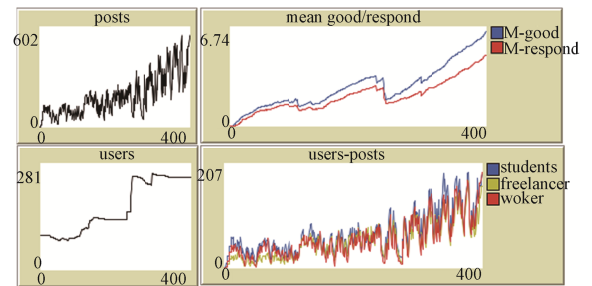 posts
602
0
0
400
mean good/respond
6.74
0
0
400
M-good
M-respond
users
281
0
0
400
users-posts
207
0
0
400
students
freelancer
woker